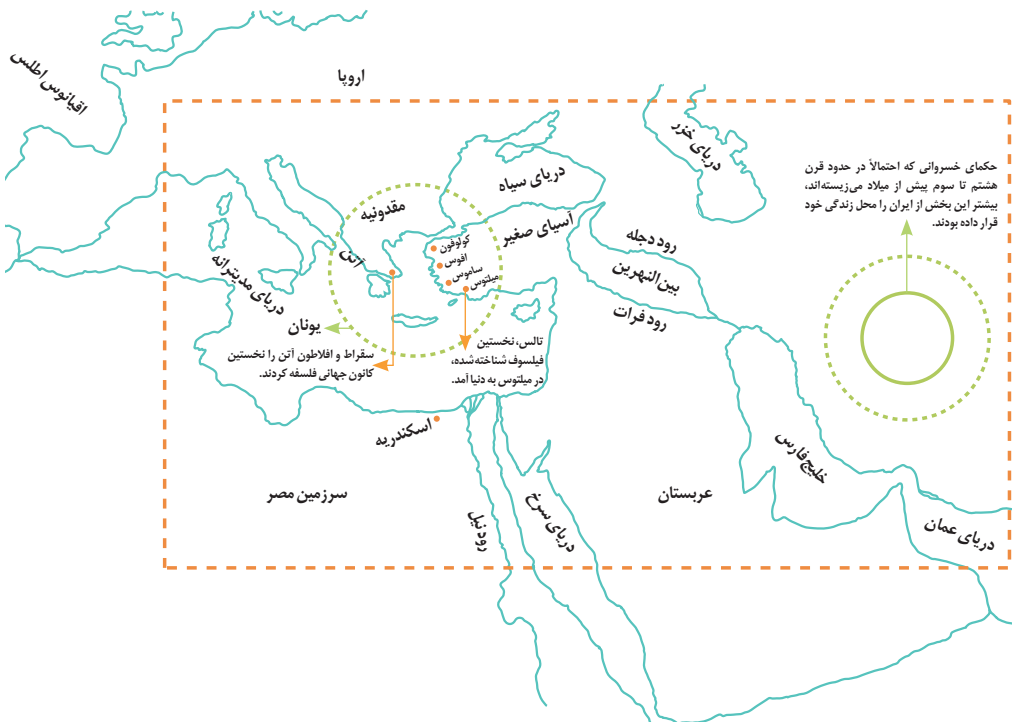 اروپا
اقیانوس اطلس
دریای خزر
حکمای خسروانی که احتمالاً در حدود قرن
هشتم تا سوم پیش از میلاد می‌زیسته‌اند،
بیشتر این بخش از ایران را محل زندگی خود
قرار داده بودند.
دریای سیاه
مقدونیه
آسیای صغیر
کولوفون
افوس
ساموس
میلتوس
آتن
رود دجله
بین‌النهرین
رود فرات
دریای مدیترانه
یونان
تالس، نخستین
فیلسوف شناخته‌شده،
در میلتوس به دنیا آمد.
سقراط و افلاطون آتن را نخستین
کانون جهانی فلسفه کردند.
اسکندریه
خلیج‌فارس
عربستان
سرزمین مصر
رود نیل
دریای سرخ
دریای عمان